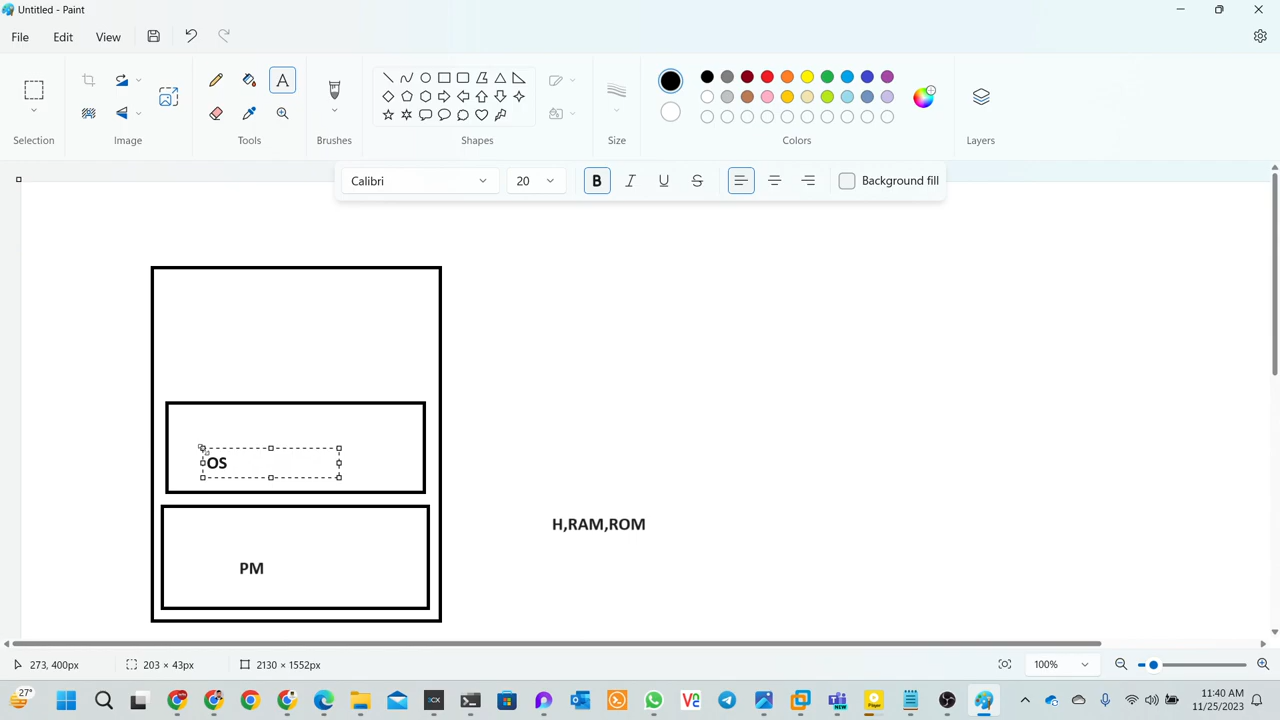 Untitled - Paint
File Edit View
Selection Image Tools Brushes Shapes Size Colors Layers
Calibri 20 B I U S Background fill
OS
H,RAM,ROM
PM
273, 400px 203 × 43px 2130 × 1552px 100%
27° 11:40 AM
11/25/2023